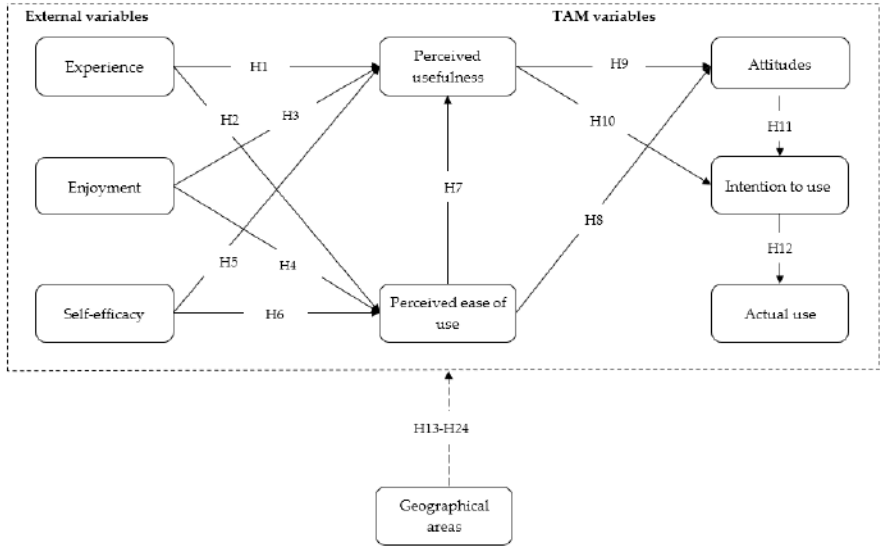 External variables
TAM variables
Experience
H1
Perceived
usefulness
H9
Attitudes
H2
H3
H10
H11
Enjoyment
H7
Intention to use
H5
H4
H8
H12
Self-efficacy
H6
Perceived ease of
use
Actual use
H13-H24
Geographical
areas